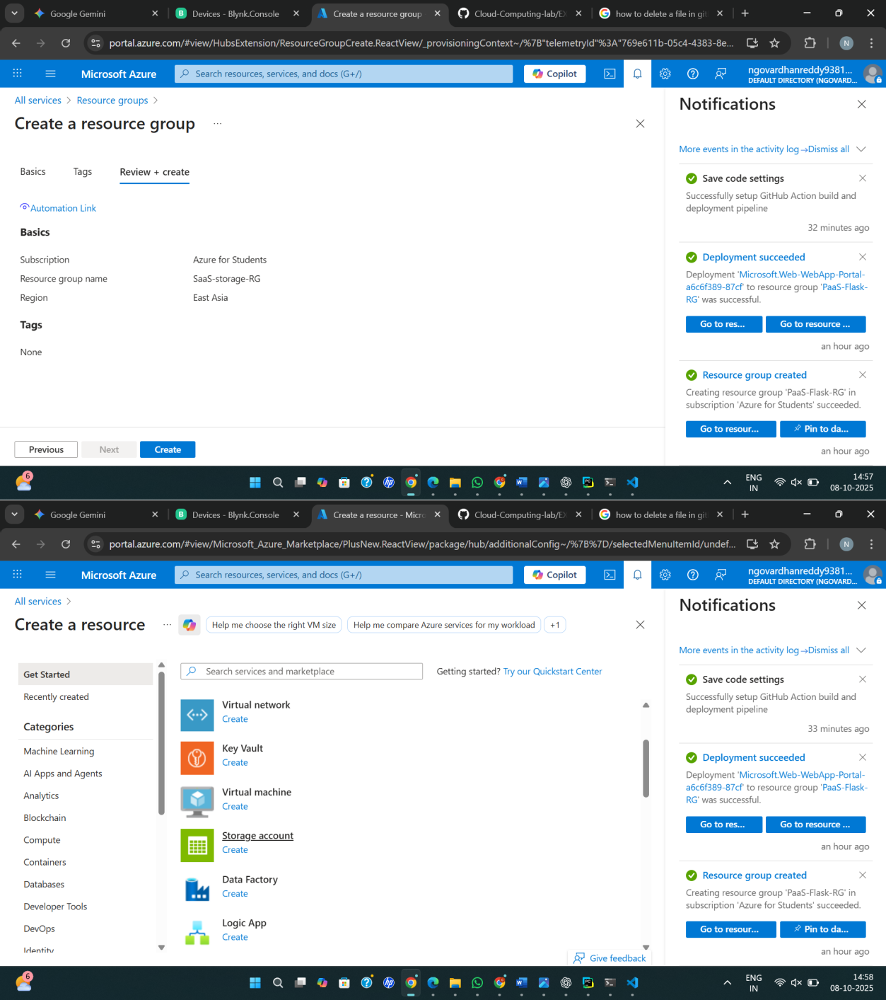 Google Gemini
Devices - Blynk.Console
Create a resource group
Cloud-Computing-lab/EX
how to delete a file in git
portal.azure.com/#view/HubsExtension/ResourceGroupCreate.ReactView/_provisioningContext~/%7B"telemetryId"%3A"769e611b-05c4-4383-8e...
N
Microsoft Azure
Search resources, services, and docs (G+/)
Copilot
ngovardhanreddy9381...
DEFAULT DIRECTORY (NGOVARD...
All services > Resource groups >
Create a resource group ...
Basics
Tags
Review + create
Automation Link
Basics
Subscription Azure for Students
Resource group name SaaS-storage-RG
Region East Asia
Tags
None
Previous
Next
Create
Notifications
More events in the activity log → Dismiss all
Save code settings
Successfully setup GitHub Action build and
deployment pipeline
32 minutes ago
Deployment succeeded
Deployment 'Microsoft.Web-WebApp-Portal-
a6c6f389-87cf' to resource group 'PaaS-Flask-
RG' was successful.
Go to res...
Go to resource ...
an hour ago
Resource group created
Creating resource group 'PaaS-Flask-RG' in
subscription 'Azure for Students' succeeded.
Go to resour...
Pin to da...
an hour ago
6
ENG
IN
14:57
08-10-2025
Google Gemini
Devices - Blynk.Console
Create a resource - Micro
Cloud-Computing-lab/EX
how to delete a file in git
portal.azure.com/#view/Microsoft_Azure_Marketplace/PlusNew.ReactView/package/hub/additionalConfig~/%7B%7D/selectedMenuItemId/undef...
N
Microsoft Azure
Search resources, services, and docs (G+/)
Copilot
ngovardhanreddy9381...
DEFAULT DIRECTORY (NGOVARD...
All services >
Create a resource ...
Help me choose the right VM size
Help me compare Azure services for my workload
+1
Get Started
Recently created
Categories
Machine Learning
AI Apps and Agents
Analytics
Blockchain
Compute
Containers
Databases
Developer Tools
DevOps
Identity
Search services and marketplace
Getting started? Try our Quickstart Center
Virtual network
Create
Key Vault
Create
Virtual machine
Create
Storage account
Create
Data Factory
Create
Logic App
Create
Give feedback
Notifications
More events in the activity log → Dismiss all
Save code settings
Successfully setup GitHub Action build and
deployment pipeline
33 minutes ago
Deployment succeeded
Deployment 'Microsoft.Web-WebApp-Portal-
a6c6f389-87cf' to resource group 'PaaS-Flask-
RG' was successful.
Go to res...
Go to resource ...
an hour ago
Resource group created
Creating resource group 'PaaS-Flask-RG' in
subscription 'Azure for Students' succeeded.
Go to resour...
Pin to da...
an hour ago
6
ENG
IN
14:58
08-10-2025